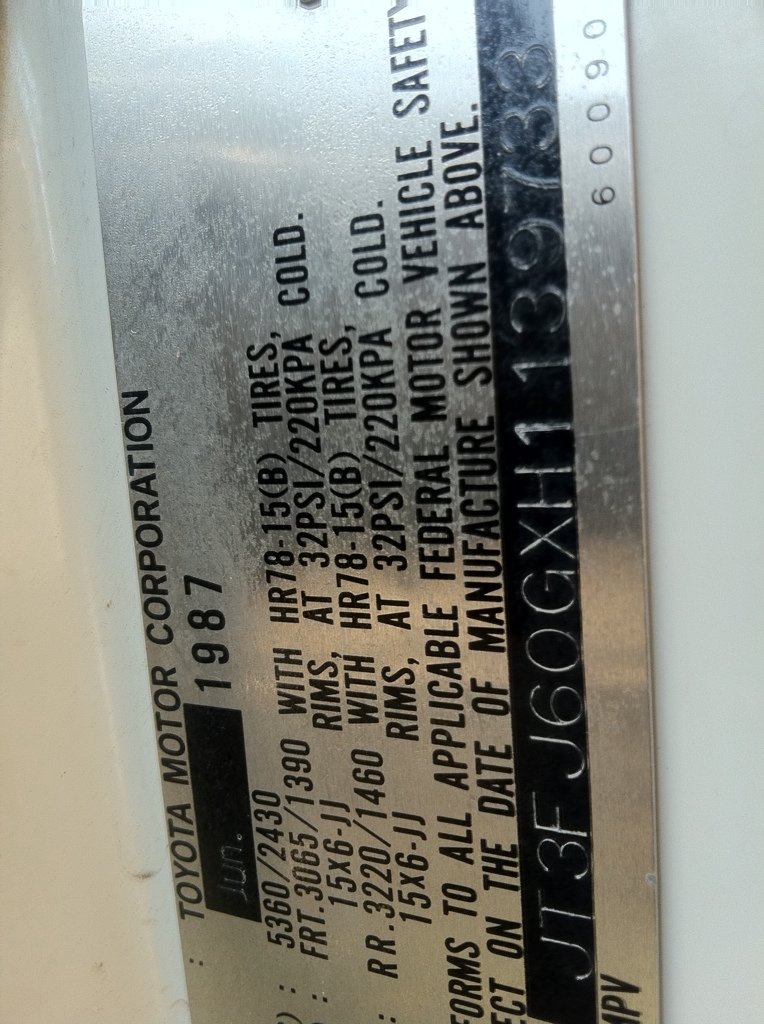 : TOYOTA MOTOR CORPORATION
Jun. 1987
: 5360/2430
: FRT.3065/1390 WITH HR78-15(B) TIRES,
15X6-JJ RIMS, AT 32PSI/220KPA COLD.
: RR.3220/1460 WITH HR78-15(B) TIRES,
15X6-JJ RIMS, AT 32PSI/220KPA COLD.
FORMS TO ALL APPLICABLE FEDERAL MOTOR VEHICLE SAFETY
ECT ON THE DATE OF MANUFACTURE SHOWN ABOVE.
JT3FJ60GXH1139733
MPV 60090